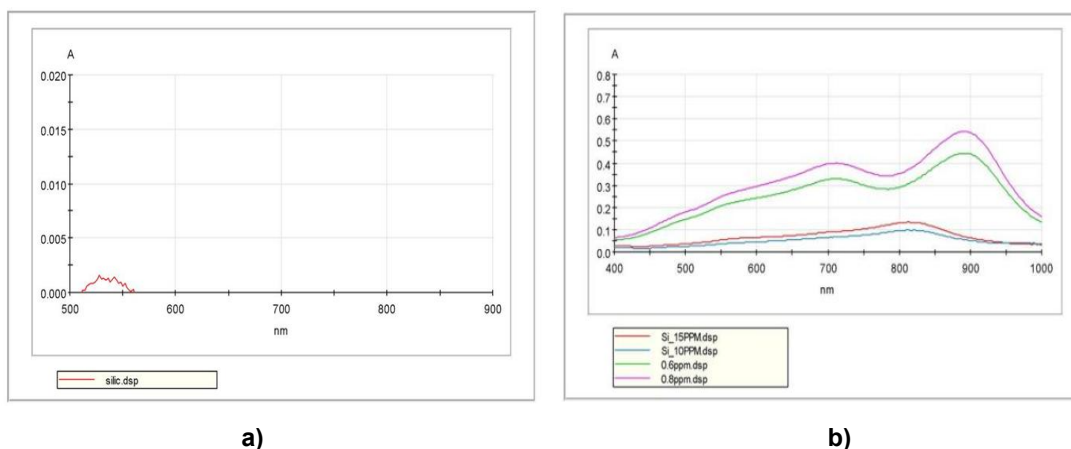 A
0.020
0.015
0.010
0.005
0.000
500 600 700 800 900
nm
silic.dsp
a)
A
0.8
0.7
0.6
0.5
0.4
0.3
0.2
0.1
0.0
400 500 600 700 800 900 1000
nm
Si_15PPM.dsp
Si_10PPM.dsp
0.6ppm.dsp
0.8ppm.dsp
b)